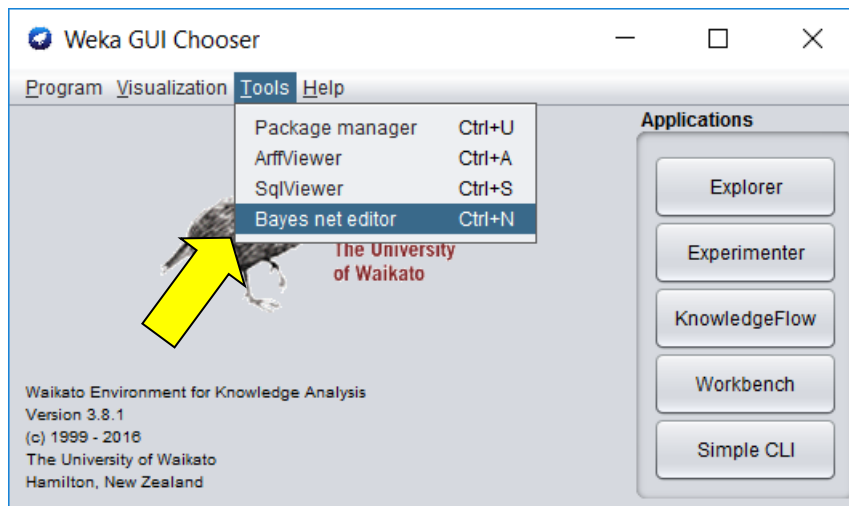 Weka GUI Chooser
Program Visualization Tools Help
Package manager Ctrl+U
ArffViewer Ctrl+A
SqlViewer Ctrl+S
Bayes net editor Ctrl+N
The University
of Waikato
Waikato Environment for Knowledge Analysis
Version 3.8.1
(c) 1999 - 2016
The University of Waikato
Hamilton, New Zealand
Applications
Explorer
Experimenter
KnowledgeFlow
Workbench
Simple CLI